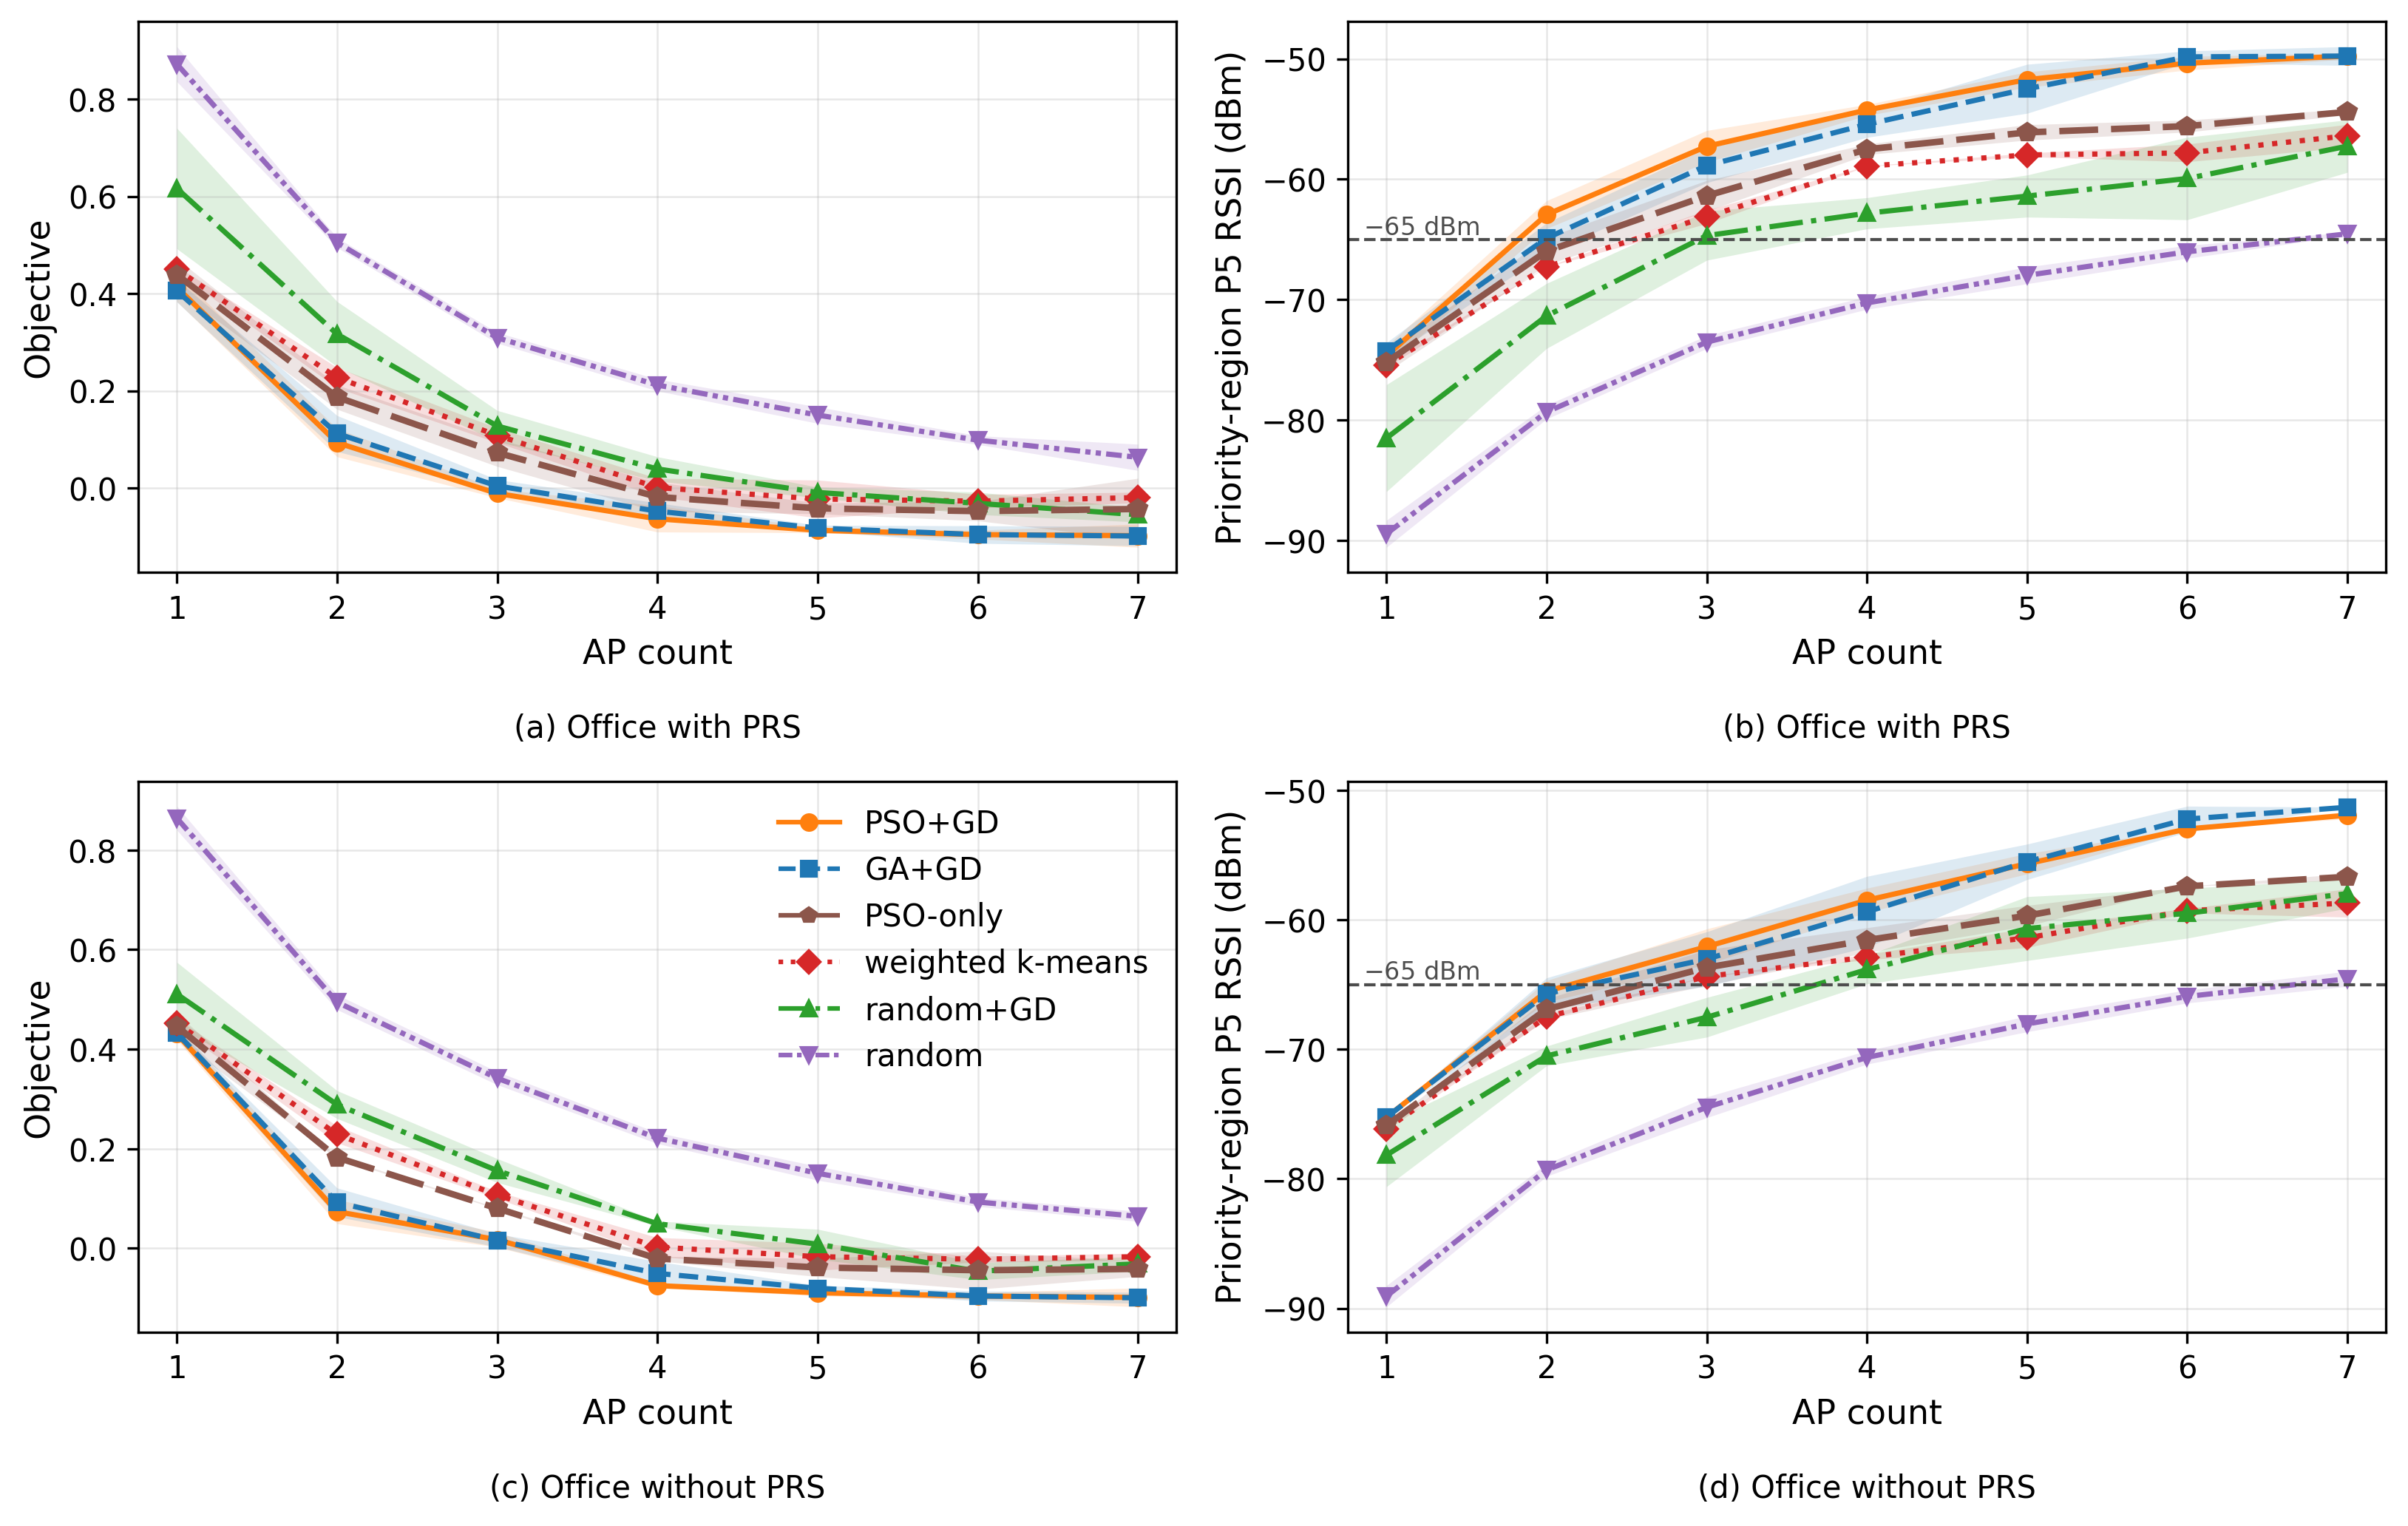 Objective
0.8
0.6
0.4
0.2
0.0
1 2 3 4 5 6 7
AP count
(a) Office with PRS
Priority-region P5 RSSI (dBm)
−50
−60
−70
−80
−90
−65 dBm
1 2 3 4 5 6 7
AP count
(b) Office with PRS
Objective
0.8
0.6
0.4
0.2
0.0
PSO+GD
GA+GD
PSO-only
weighted k-means
random+GD
random
1 2 3 4 5 6 7
AP count
(c) Office without PRS
Priority-region P5 RSSI (dBm)
−50
−60
−70
−80
−90
−65 dBm
1 2 3 4 5 6 7
AP count
(d) Office without PRS